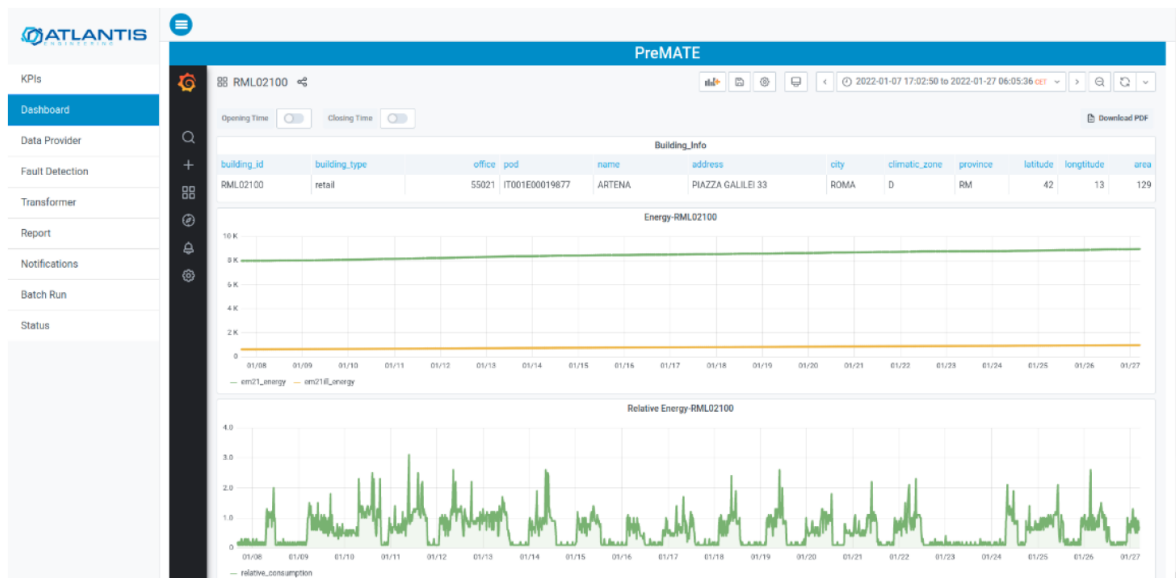 ATLANTIS
ENGINEERING
PreMATE
KPIs
Dashboard
Data Provider
Fault Detection
Transformer
Report
Notifications
Batch Run
Status
RML02100
2022-01-07 17:02:50 to 2022-01-27 06:05:36 CET
Opening Time
Closing Time
Download PDF
Building_Info
building_id building_type office pod name address city climatic_zone province latitude longtitude area
RML02100 retail 55021 IT001E00019877 ARTENA PIAZZA GALILEI 33 ROMA D RM 42 13 129
Energy-RML02100
10 K
8 K
6 K
4 K
2 K
0
01/08 01/09 01/10 01/11 01/12 01/13 01/14 01/15 01/16 01/17 01/18 01/19 01/20 01/21 01/22 01/23 01/24 01/25 01/26 01/27
em21_energy em21ill_energy
Relative Energy-RML02100
4.0
3.0
2.0
1.0
0
01/08 01/09 01/10 01/11 01/12 01/13 01/14 01/15 01/16 01/17 01/18 01/19 01/20 01/21 01/22 01/23 01/24 01/25 01/26 01/27
relative_consumption